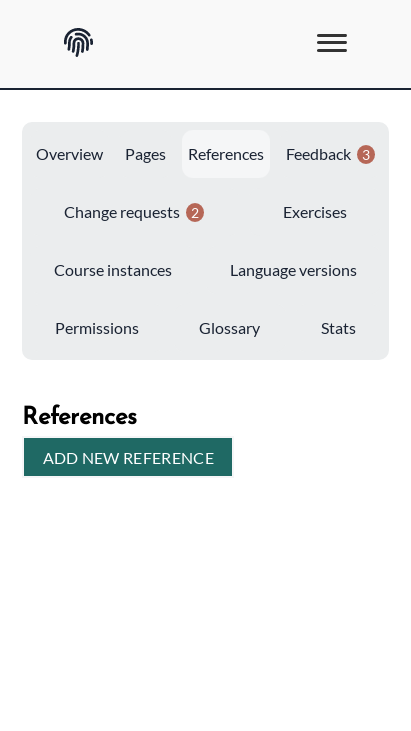 Overview Pages References Feedback 3
Change requests 2 Exercises
Course instances Language versions
Permissions Glossary Stats
References
ADD NEW REFERENCE